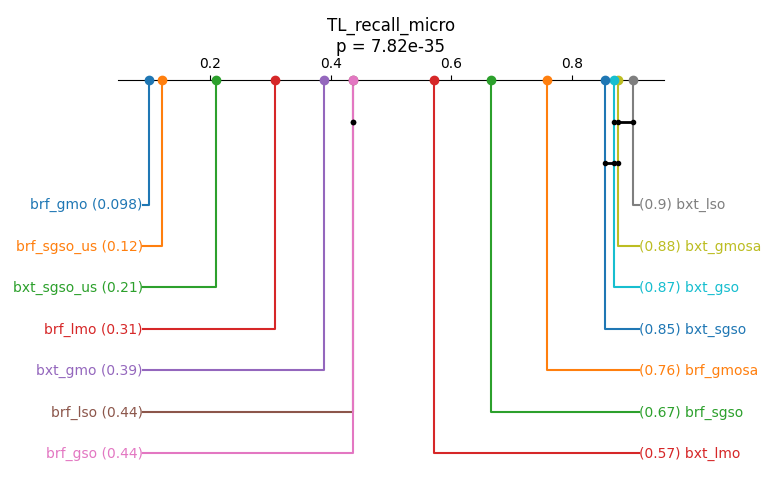 TL_recall_micro
p = 7.82e-35
0.2 0.4 0.6 0.8
brf_gmo (0.098) (0.9) bxt_lso
brf_sgso_us (0.12) (0.88) bxt_gmosa
bxt_sgso_us (0.21) (0.87) bxt_gso
brf_lmo (0.31) (0.85) bxt_sgso
bxt_gmo (0.39) (0.76) brf_gmosa
brf_lso (0.44) (0.67) brf_sgso
brf_gso (0.44) (0.57) bxt_lmo